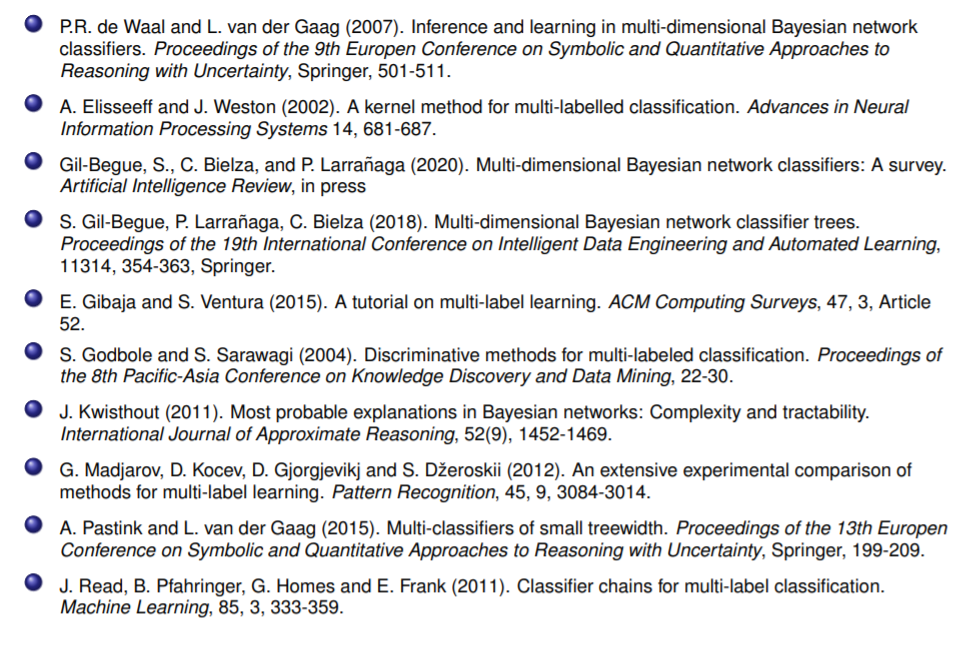 P.R. de Waal and L. van der Gaag (2007). Inference and learning in multi-dimensional Bayesian network
classifiers. Proceedings of the 9th Europen Conference on Symbolic and Quantitative Approaches to
Reasoning with Uncertainty, Springer, 501-511.
A. Elisseeff and J. Weston (2002). A kernel method for multi-labelled classification. Advances in Neural
Information Processing Systems 14, 681-687.
Gil-Begue, S., C. Bielza, and P. Larrañaga (2020). Multi-dimensional Bayesian network classifiers: A survey.
Artificial Intelligence Review, in press
S. Gil-Begue, P. Larrañaga, C. Bielza (2018). Multi-dimensional Bayesian network classifier trees.
Proceedings of the 19th International Conference on Intelligent Data Engineering and Automated Learning,
11314, 354-363, Springer.
E. Gibaja and S. Ventura (2015). A tutorial on multi-label learning. ACM Computing Surveys, 47, 3, Article
52.
S. Godbole and S. Sarawagi (2004). Discriminative methods for multi-labeled classification. Proceedings of
the 8th Pacific-Asia Conference on Knowledge Discovery and Data Mining, 22-30.
J. Kwisthout (2011). Most probable explanations in Bayesian networks: Complexity and tractability.
International Journal of Approximate Reasoning, 52(9), 1452-1469.
G. Madjarov, D. Kocev, D. Gjorgjevikj and S. Džeroskii (2012). An extensive experimental comparison of
methods for multi-label learning. Pattern Recognition, 45, 9, 3084-3014.
A. Pastink and L. van der Gaag (2015). Multi-classifiers of small treewidth. Proceedings of the 13th Europen
Conference on Symbolic and Quantitative Approaches to Reasoning with Uncertainty, Springer, 199-209.
J. Read, B. Pfahringer, G. Homes and E. Frank (2011). Classifier chains for multi-label classification.
Machine Learning, 85, 3, 333-359.